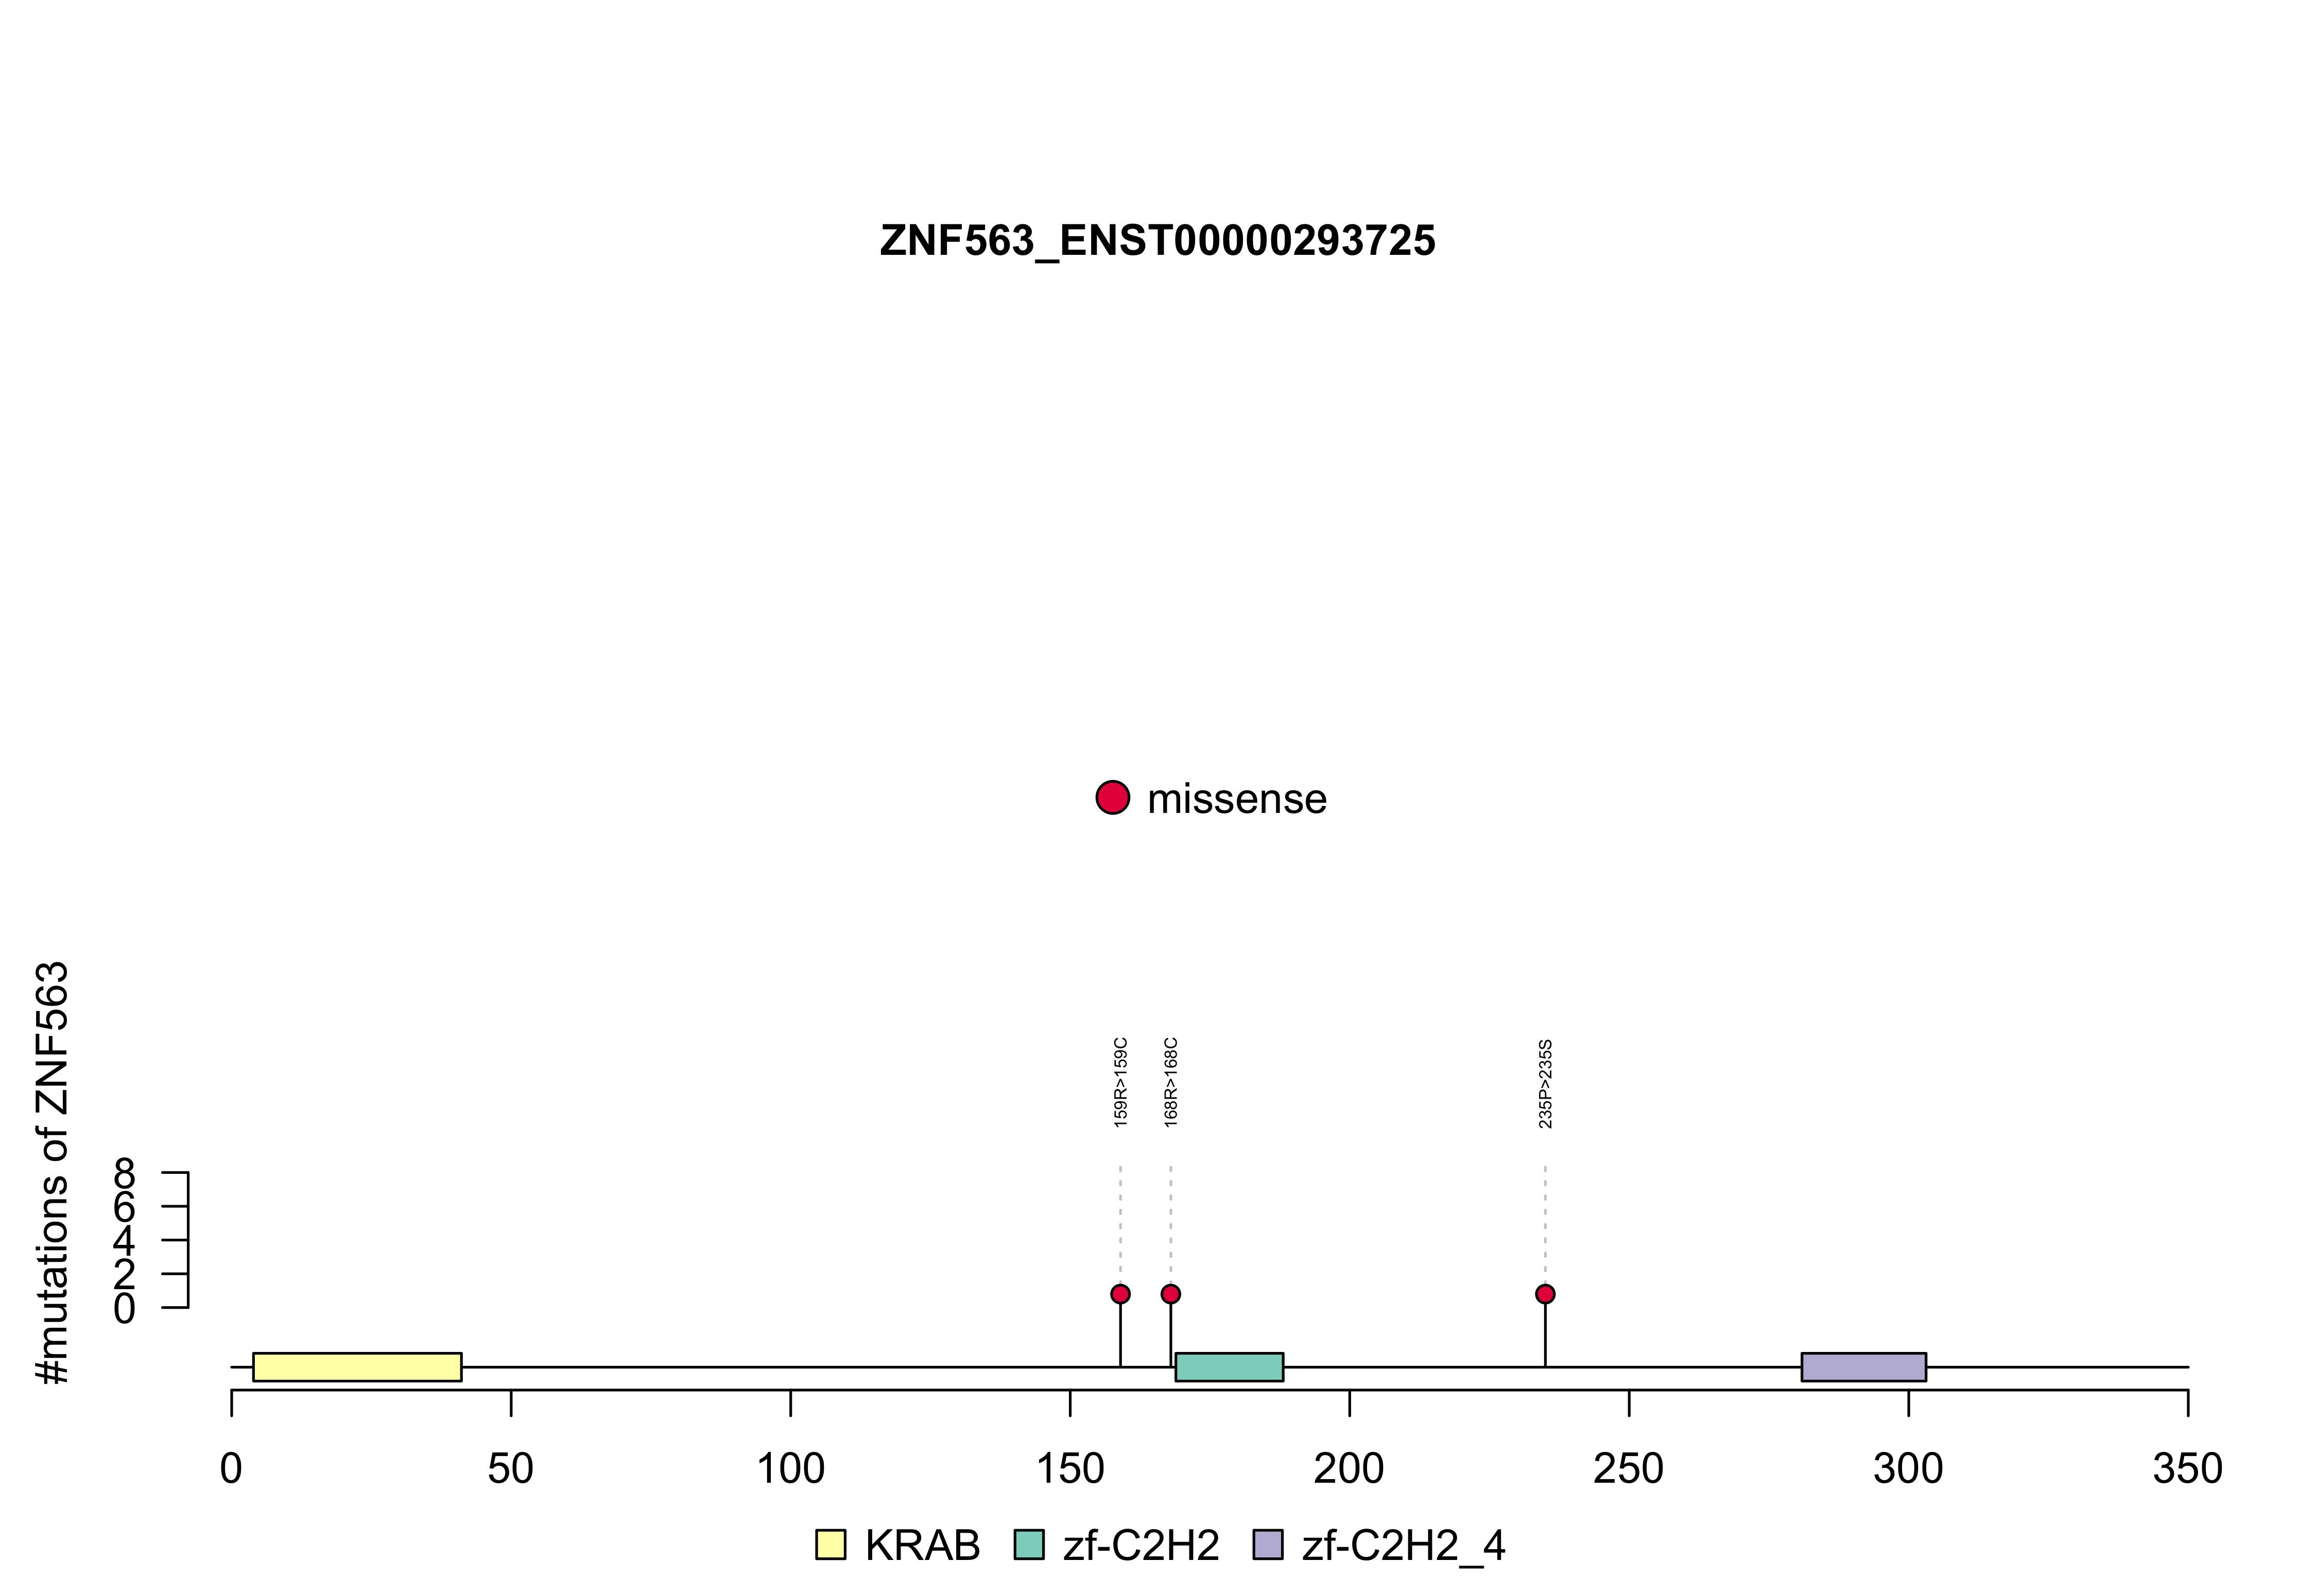 ZNF563_ENST00000293725
missense
#mutations of ZNF563
159R>159C
168R>168C
235P>235S
8
6
4
2
0
0 50 100 150 200 250 300 350
KRAB zf-C2H2 zf-C2H2_4